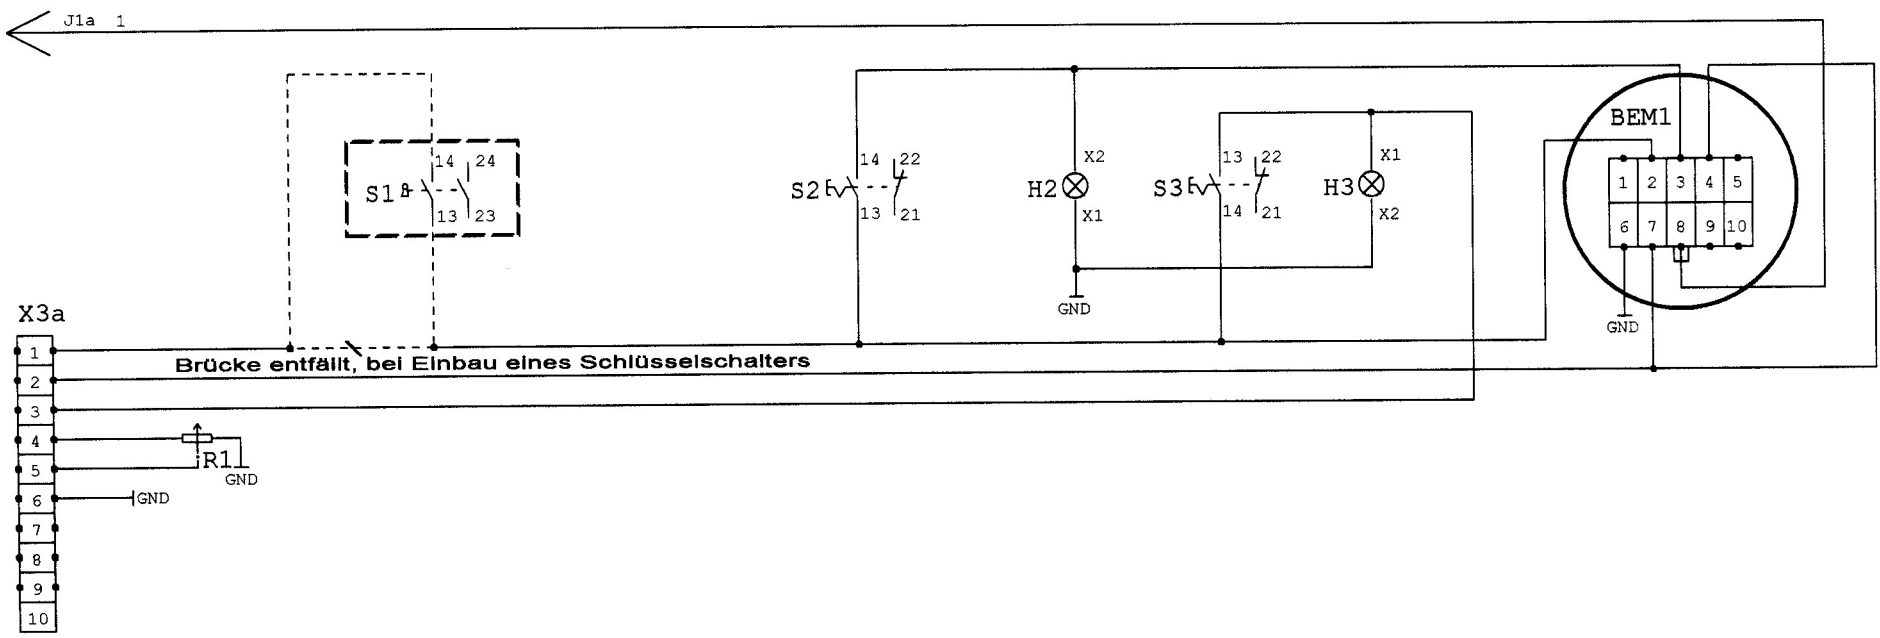 J1a 1
BEM1
14 24
S1
13 23
14 22
S2
13 21
X2
H2
X1
13 22
S3
14 21
X1
H3
X2
1 2 3 4 5
6 7 8 9 10
GND
GND
X3a
1
Brücke entfällt, bei Einbau eines Schlüsselschalters
2
3
4
R1
5
GND
6
GND
7
8
9
10